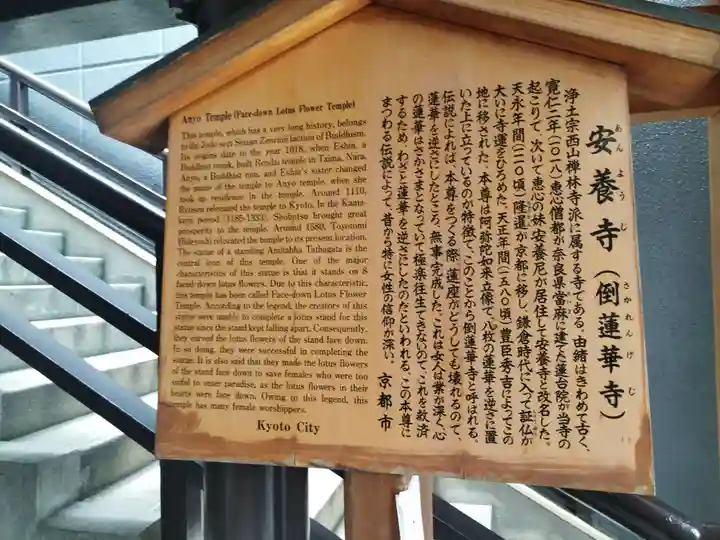 Anyo Temple (Face-down Lotus Flower Temple)
This temple, which has a very long history, belongs
to the Jodo sect Seizan Zenrinji faction of Buddhism.
Its origins date to the year 1018, when Eshin, a
Buddhist monk, built Rendai temple in Taima, Nara.
Anyo, a Buddhist nun, and Eshin's sister changed
the name of the temple to Anyo temple, when she
took up residence in the temple. Around 1110,
Ryusen relocated the temple to Kyoto. In the Kama-
kura period (1185-1333), Shobutsu brought great
prosperity to the temple. Around 1580, Toyotomi
Hideyoshi relocated the temple to its present location.
The statue of a standing Amitabha Tathagata is the
central icon of this temple. One of the major
characteristics of this statue is that it stands on 8
faced-down lotus flowers. Due to this characteristic,
this temple has been called Face-down Lotus Flower
Temple. According to the legend, the creators of this
statue were unable to complete a lotus stand for this
statue since the stand kept falling apart. Consequently,
they carved the lotus flowers of the stand face down.
In so doing, they were successful in completing the
statue. It is also said that they made the lotus flowers
of the stand face down to save females who were too
sinful to enter paradise, as the lotus flowers in their
hearts were face down. Owing to this legend, this
temple has many female worshippers.
Kyoto City
安養寺（倒蓮華寺）
あんようじ
さかれんげじ
浄土宗西山禅林寺派に属する寺である。由緒はきわめて古く、
寛仁二年（一〇一八）恵心僧都が奈良県當麻に建てた蓮台院が当寺の
起こりで、次いで恵心の妹安養尼が居住して安養寺と改名した。
天永年間（一一一〇頃）隆暹が京都に移し、鎌倉時代に入って証仏が
大いに寺運をひろめた。天正年間（一五八〇頃）豊臣秀吉によってこの
地に移された。本尊は阿弥陀如来立像で、八枚の蓮華を逆さに置
いた上に立っているのが特徴で、このことから倒蓮華寺と呼ばれる。
伝説によれば、本尊をつくる際、蓮座がどうしても壊れるので、
蓮華を逆さにしたところ、無事完成した。これは女人は業が深く、心
の蓮華はさかさまとなっていて極楽往生できないので、これを救済
するため、わざと蓮華を逆さにしたのだといわれる。この本尊に
まつわる伝説によって、昔から特に女性の信仰が深い。
京都市